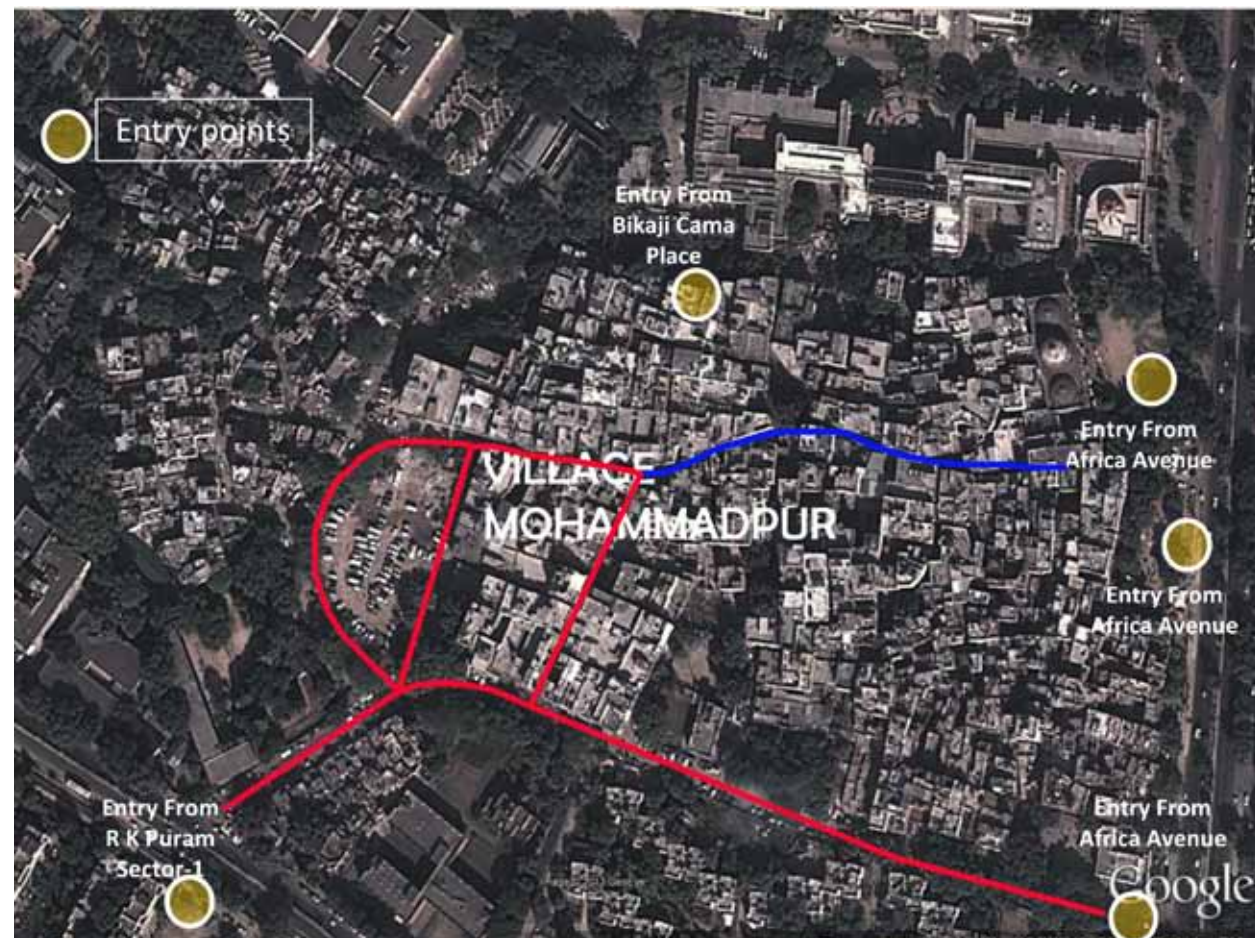 Entry points
Entry From
Bikaji Cama
Place
Entry From
Africa Avenue
VILLAGE
MOHAMMADPUR
Entry From
Africa Avenue
Entry From
R K Puram
Sector-1
Entry From
Africa Avenue
Google